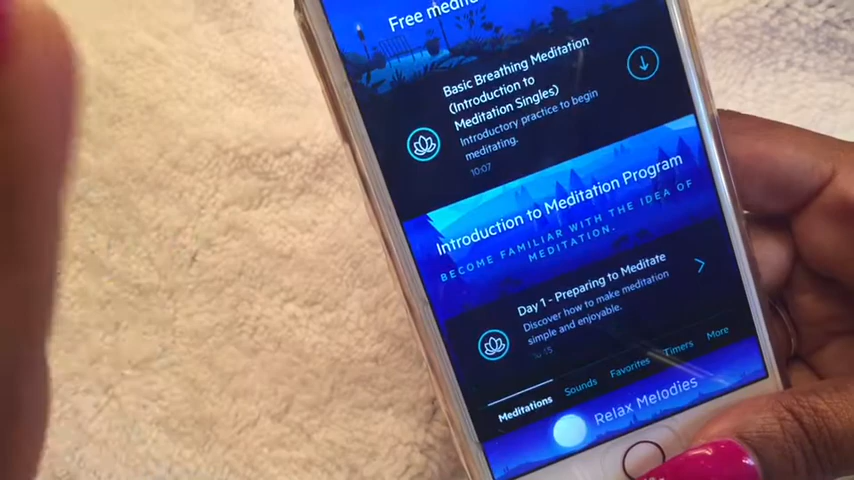 Free
Basic Breathing Meditation
(Introduction to
Meditation Singles)
Introductory practice to begin
meditating.
10:07
Introduction to Meditation Program
BECOME FAMILIAR WITH THE IDEA OF
MEDITATION.
Day 1 - Preparing to Meditate
Discover how to make meditation
simple and enjoyable.
Meditations
Sounds
Favorites
Timers
More
Relax Melodies